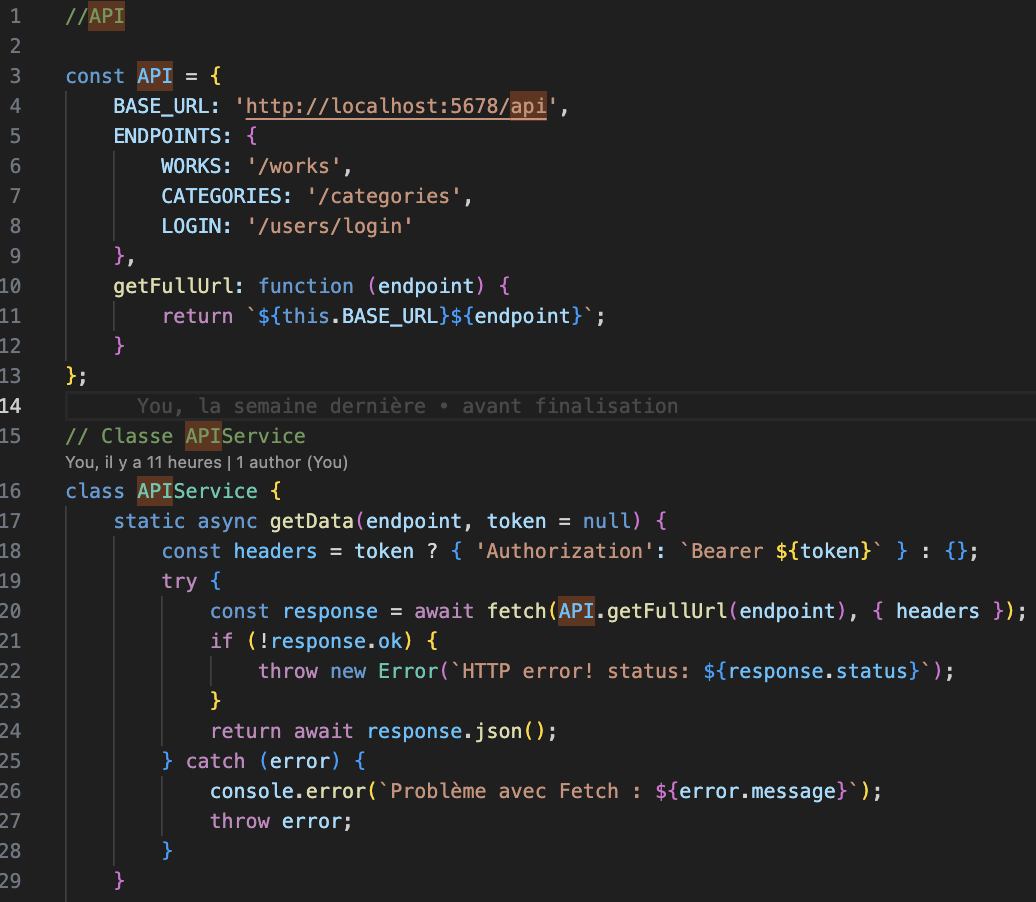 1 //API
2
3 const API = {
4 BASE_URL: 'http://localhost:5678/api',
5 ENDPOINTS: {
6 WORKS: '/works',
7 CATEGORIES: '/categories',
8 LOGIN: '/users/login'
9 },
10 getFullUrl: function (endpoint) {
11 return `${this.BASE_URL}${endpoint}`;
12 }
13 };
14 You, la semaine dernière • avant finalisation
15 // Classe APIService
You, il y a 11 heures | 1 author (You)
16 class APIService {
17 static async getData(endpoint, token = null) {
18 const headers = token ? { 'Authorization': `Bearer ${token}` } : {};
19 try {
20 const response = await fetch(API.getFullUrl(endpoint), { headers });
21 if (!response.ok) {
22 throw new Error(`HTTP error! status: ${response.status}`);
23 }
24 return await response.json();
25 } catch (error) {
26 console.error(`Problème avec Fetch : ${error.message}`);
27 throw error;
28 }
29 }